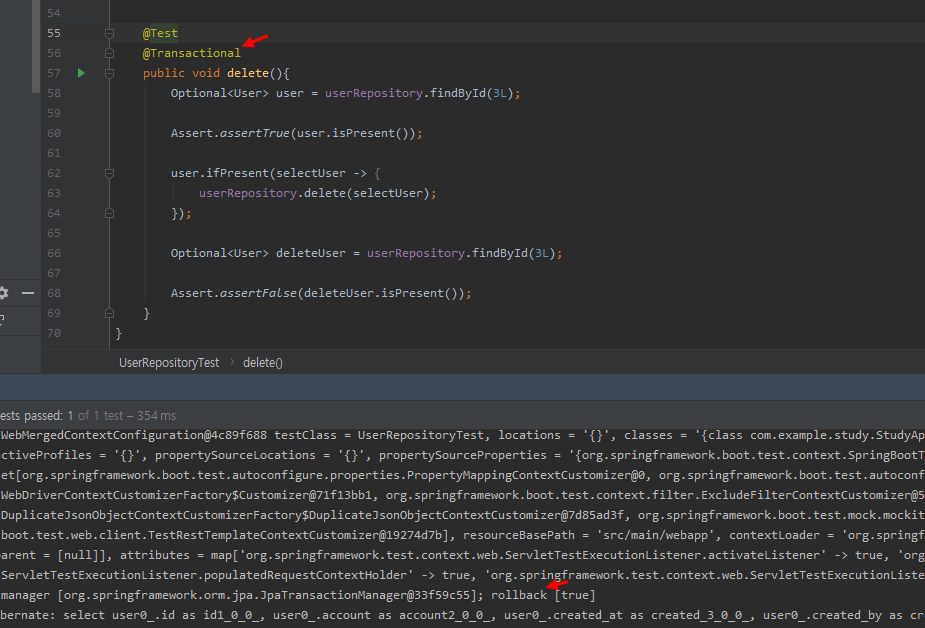 54
55 @Test
56 @Transactional
57 public void delete(){
58 Optional<User> user = userRepository.findById(3L);
59
60 Assert.assertTrue(user.isPresent());
61
62 user.ifPresent(selectUser -> {
63 userRepository.delete(selectUser);
64 });
65
66 Optional<User> deleteUser = userRepository.findById(3L);
67
68 Assert.assertFalse(deleteUser.isPresent());
69 }
70 }
UserRepositoryTest › delete()
ests passed: 1 of 1 test – 354 ms
WebMergedContextConfiguration@4c89f688 testClass = UserRepositoryTest, locations = '{}', classes = '{class com.example.study.StudyAp
ctiveProfiles = '{}', propertySourceLocations = '{}', propertySourceProperties = '{org.springframework.boot.test.context.SpringBootT
et[org.springframework.boot.test.autoconfigure.properties.PropertyMappingContextCustomizer@0, org.springframework.boot.test.autoconf
WebDriverContextCustomizerFactory$Customizer@71f13bb1, org.springframework.boot.test.context.filter.ExcludeFilterContextCustomizer@5
DuplicateJsonObjectContextCustomizerFactory$DuplicateJsonObjectContextCustomizer@7d85ad3f, org.springframework.boot.test.mock.mockit
boot.test.web.client.TestRestTemplateContextCustomizer@19274d7b], resourceBasePath = 'src/main/webapp', contextLoader = 'org.spring
arent = [null]], attributes = map['org.springframework.test.context.web.ServletTestExecutionListener.activateListener' -> true, 'org
ServletTestExecutionListener.populatedRequestContextHolder' -> true, 'org.springframework.test.context.web.ServletTestExecutionListe
manager [org.springframework.orm.jpa.JpaTransactionManager@33f59c55]; rollback [true]
bernate: select user0_.id as id1_0_0_, user0_.account as account2_0_0_, user0_.created_at as created_3_0_0_, user0_.created_by as cr